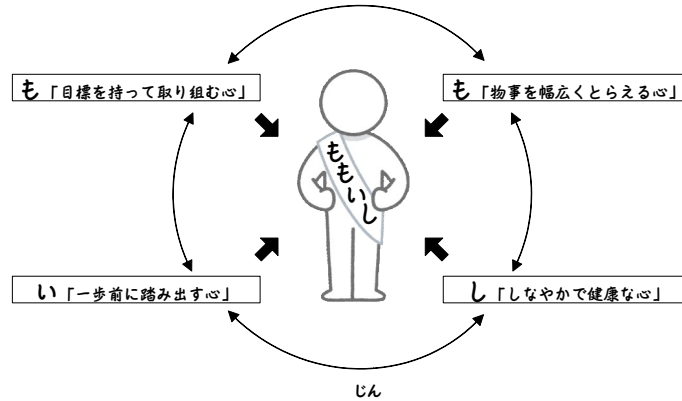 も「目標を持って取り組む心」
も「物事を幅広くとらえる心」
ももいし
い「一歩前に踏み出す心」
し「しなやかで健康な心」
じん